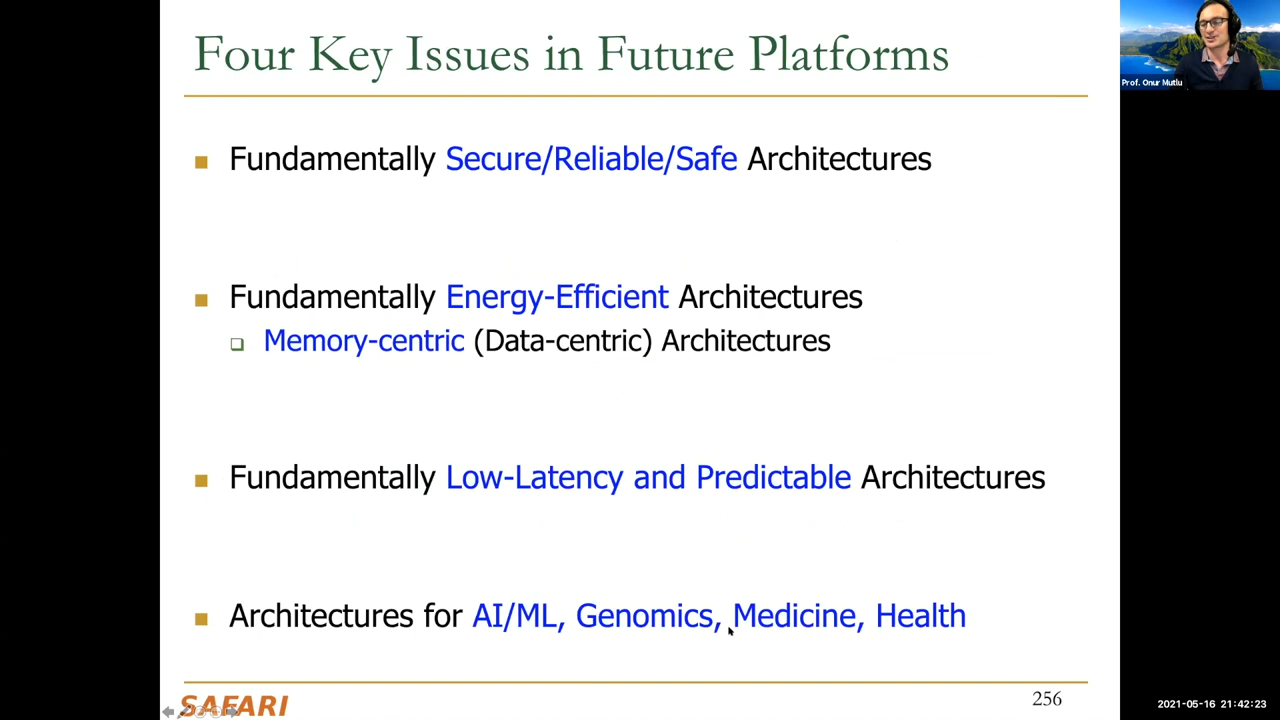 Four Key Issues in Future Platforms
Prof. Onur Mutlu
■ Fundamentally Secure/Reliable/Safe Architectures
■ Fundamentally Energy-Efficient Architectures
❑ Memory-centric (Data-centric) Architectures
■ Fundamentally Low-Latency and Predictable Architectures
■ Architectures for AI/ML, Genomics, Medicine, Health
SAFARI
256
2021-05-16 21:42:23